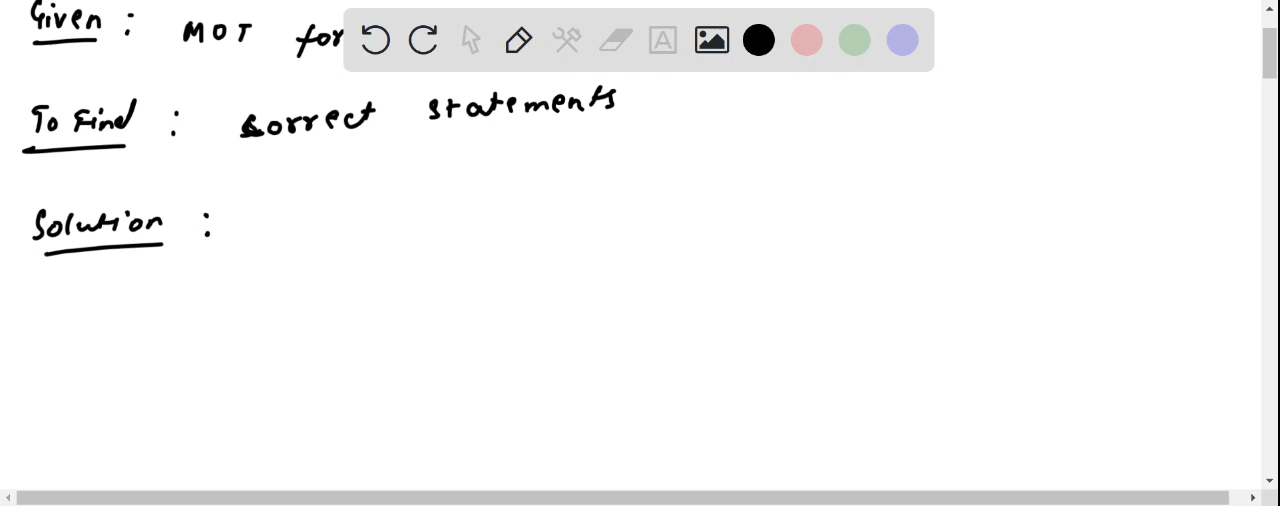 Given : MOT for
To Find : correct statements
Solution :